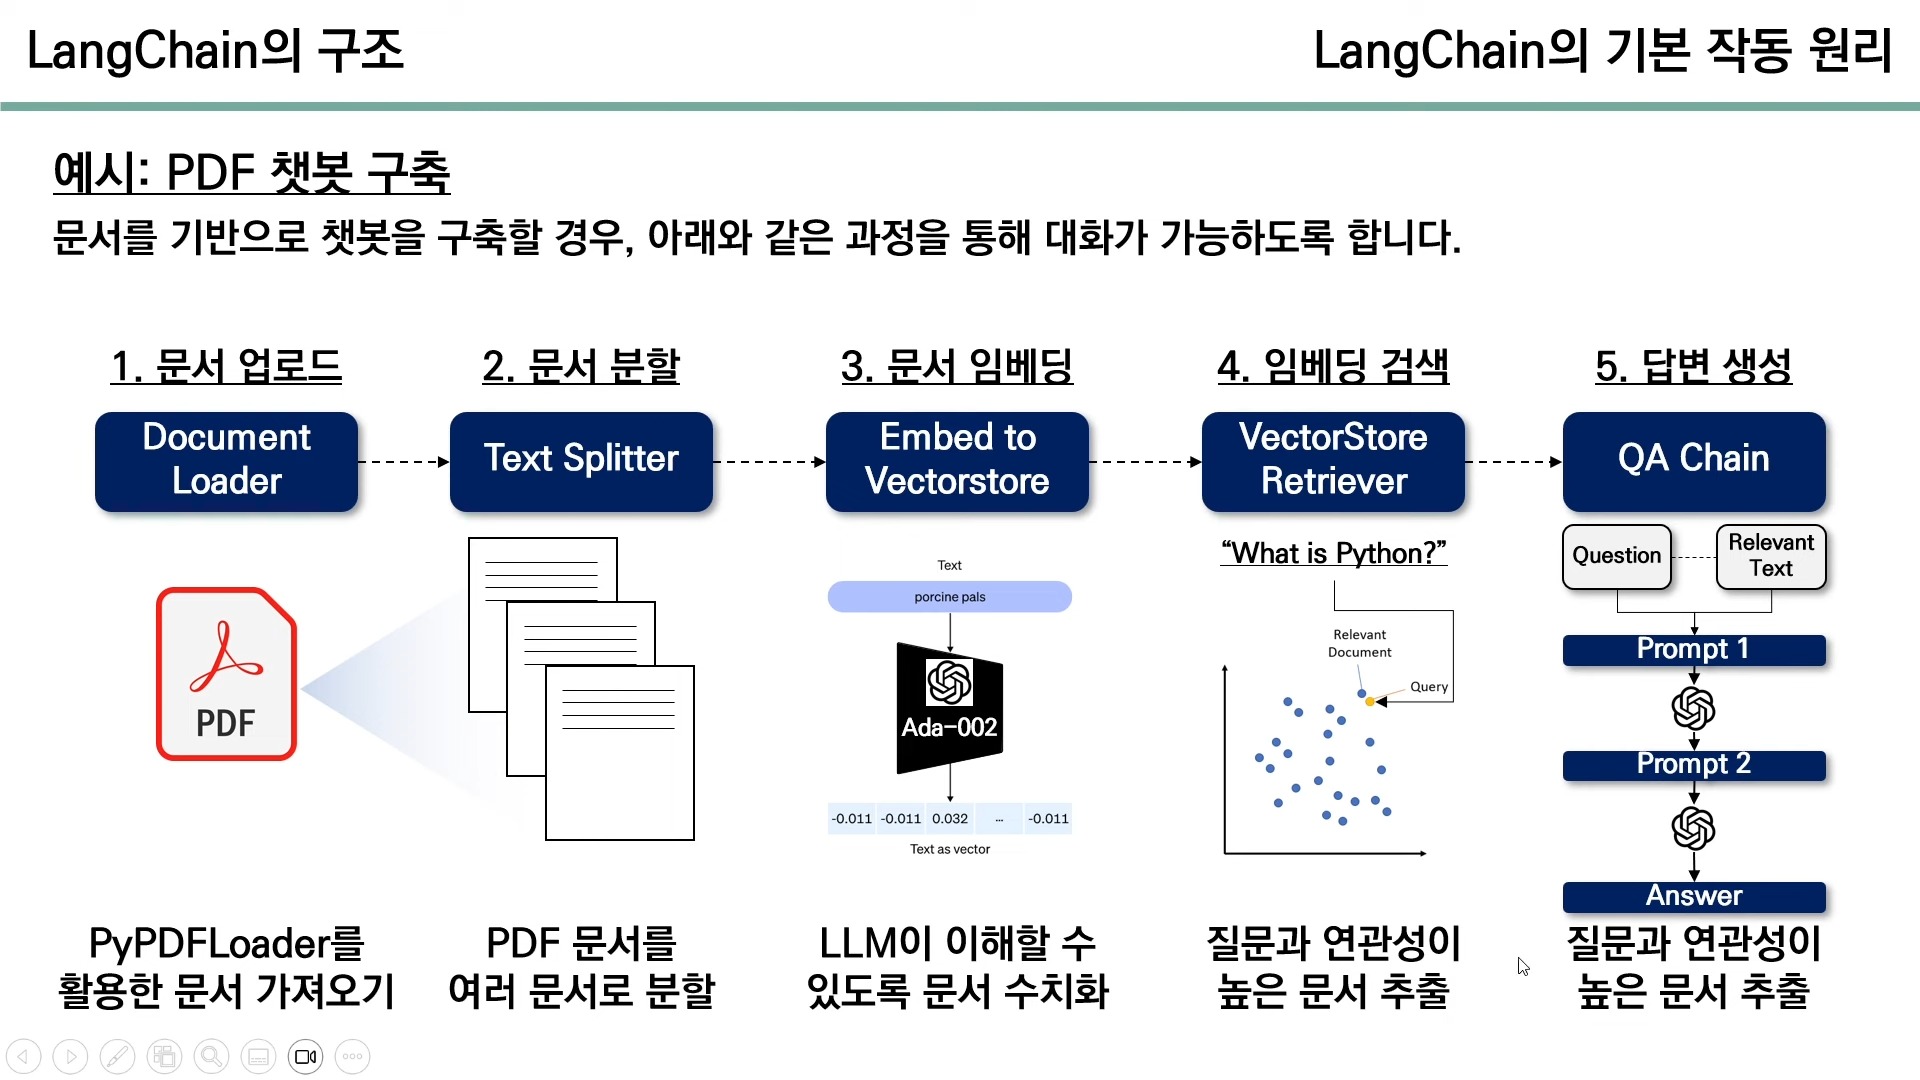 LangChain의 구조
LangChain의 기본 작동 원리
예시: PDF 챗봇 구축
문서를 기반으로 챗봇을 구축할 경우, 아래와 같은 과정을 통해 대화가 가능하도록 합니다.
1. 문서 업로드
Document
Loader
PDF
PyPDFLoader를
활용한 문서 가져오기
2. 문서 분할
Text Splitter
PDF 문서를
여러 문서로 분할
3. 문서 임베딩
Embed to
Vectorstore
Text
porcine pals
Ada-002
-0.011 -0.011 0.032 ... -0.011
Text as vector
LLM이 이해할 수
있도록 문서 수치화
4. 임베딩 검색
VectorStore
Retriever
“What is Python?”
Relevant
Document
Query
질문과 연관성이
높은 문서 추출
5. 답변 생성
QA Chain
Question
Relevant
Text
Prompt 1
Prompt 2
Answer
질문과 연관성이
높은 문서 추출